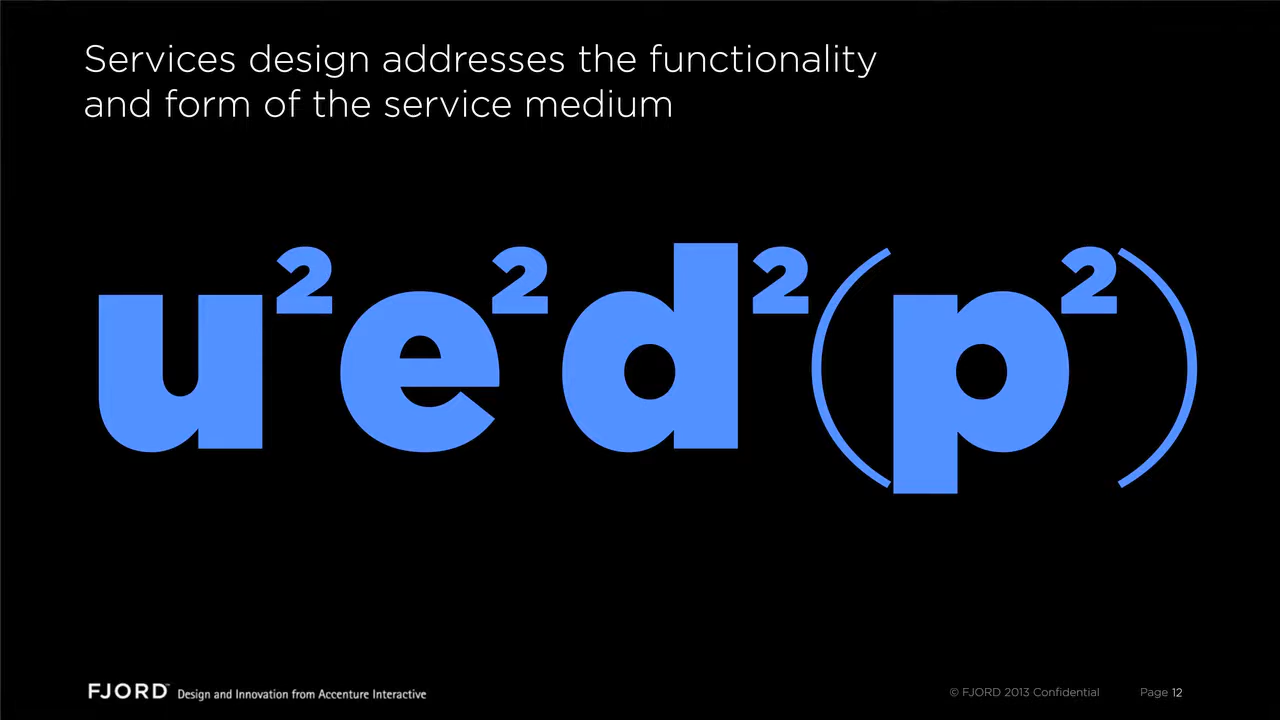 Services design addresses the functionality
and form of the service medium
u²e²d²(p²)
FJORD™ Design and Innovation from Accenture Interactive
© FJORD 2013 Confidential Page 12